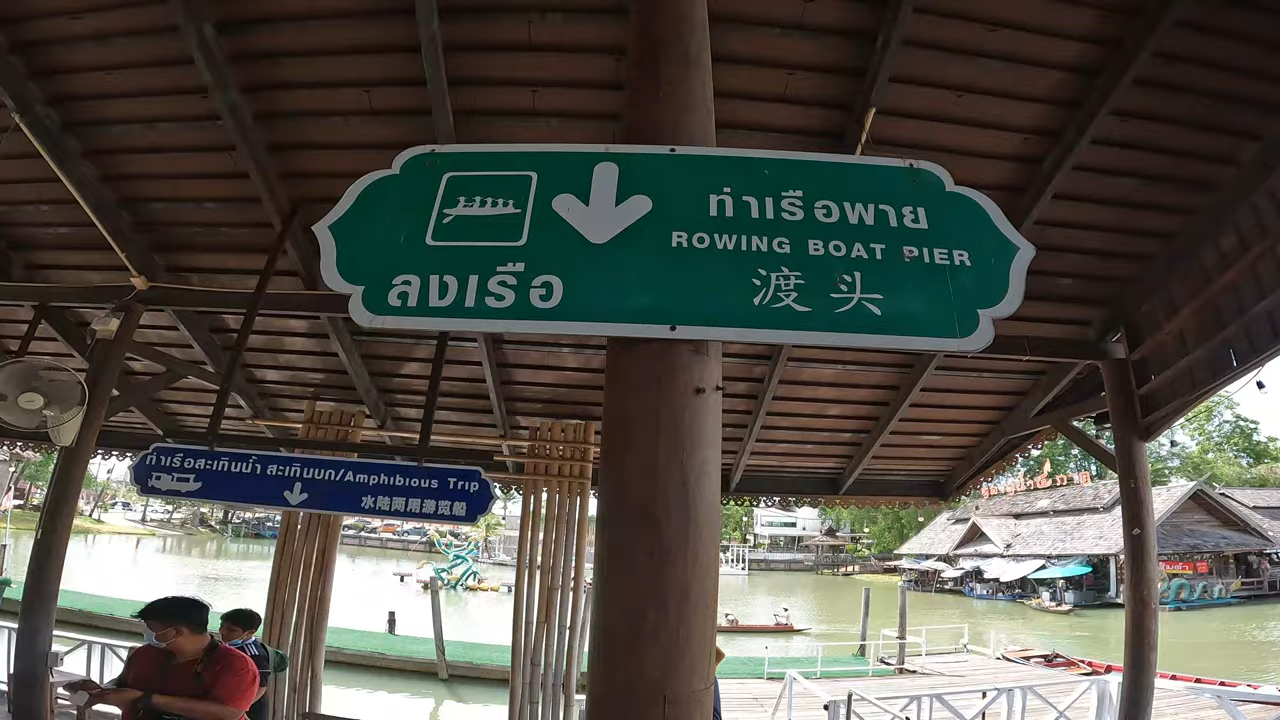 ท่าเรือพาย
ROWING BOAT PIER
渡头
ลงเรือ
ท่าเรือสะเทินน้ำ สะเทินบก/Amphibious Trip
水陆两用游览船